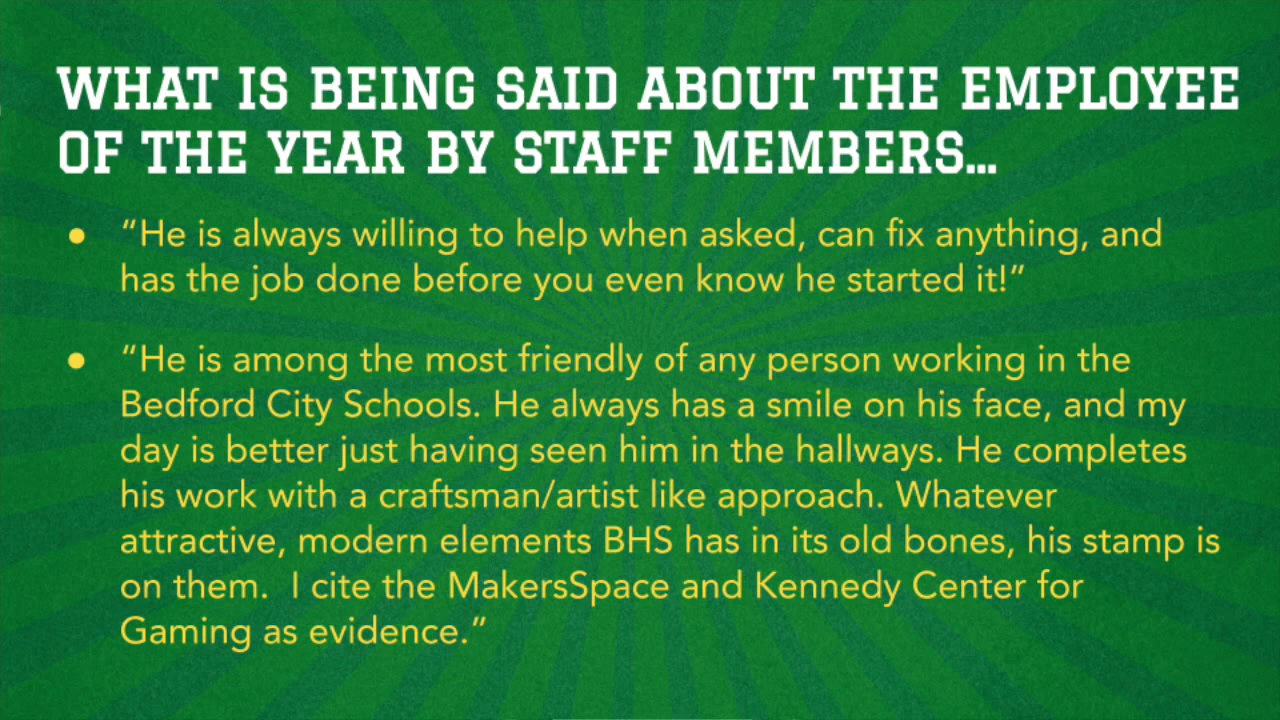 WHAT IS BEING SAID ABOUT THE EMPLOYEE
OF THE YEAR BY STAFF MEMBERS...
● “He is always willing to help when asked, can fix anything, and
has the job done before you even know he started it!”
● “He is among the most friendly of any person working in the
Bedford City Schools. He always has a smile on his face, and my
day is better just having seen him in the hallways. He completes
his work with a craftsman/artist like approach. Whatever
attractive, modern elements BHS has in its old bones, his stamp is
on them.  I cite the MakersSpace and Kennedy Center for
Gaming as evidence.”